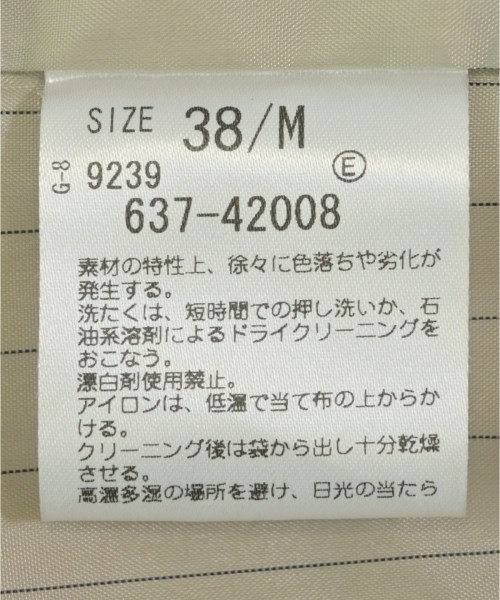 SIZE 38/M
G-8 9239 Ⓔ
637-42008
素材の特性上、徐々に色落ちや劣化が
発生する。
洗たくは、短時間での押し洗いか、石
油系溶剤によるドライクリーニングを
おこなう。
漂白剤使用禁止。
アイロンは、低温で当て布の上からか
ける。
クリーニング後は袋から出し十分乾燥
させる。
高温多湿の場所を避け、日光の当たら